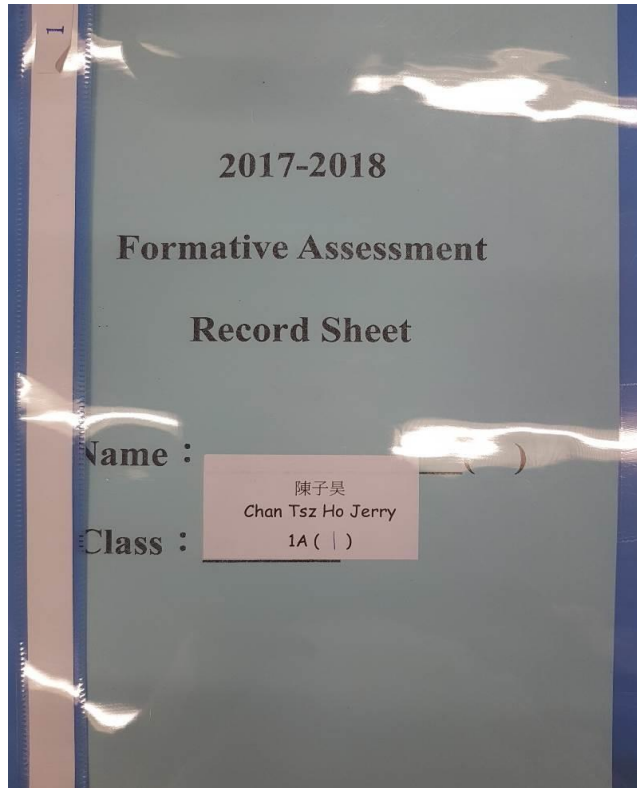 1
2017-2018
Formative Assessment
Record Sheet
Name : ( )
陳子昊
Chan Tsz Ho Jerry
1A ( 1 )
Class :